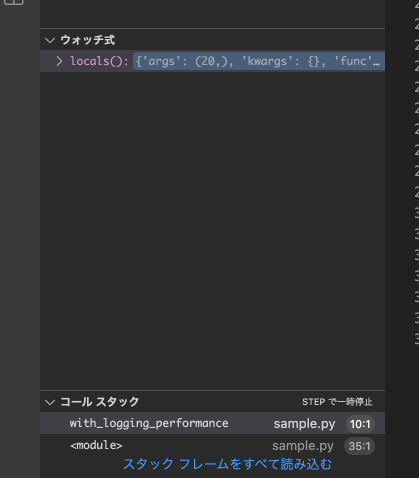 ウォッチ式
locals(): {'args': (20,), 'kwargs': {}, 'func'…
コール スタック STEP で一時停止
with_logging_performance sample.py 10:1
<module> sample.py 35:1
スタック フレームをすべて読み込む